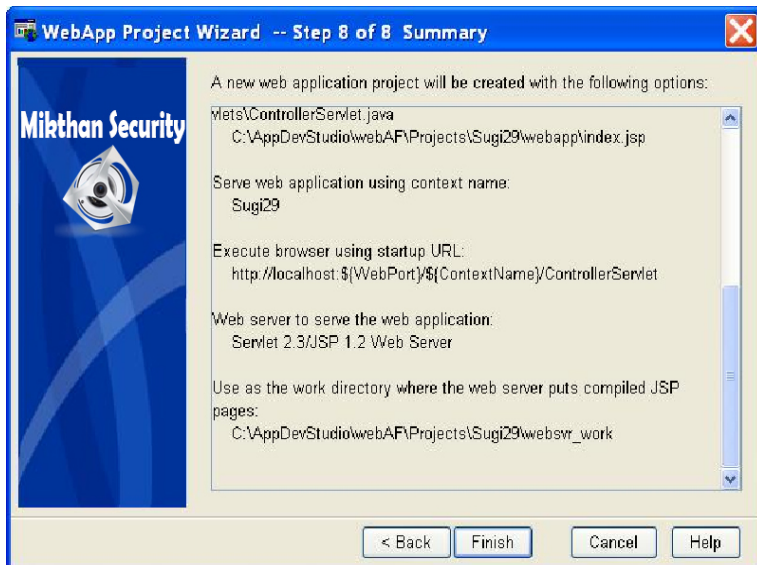 WebApp Project Wizard -- Step 8 of 8 Summary
Mikthan Security
A new web application project will be created with the following options:
vlets\ControllerServlet.java
C:\AppDevStudio\webAF\Projects\Sugi29\webapp\index.jsp
Serve web application using context name:
Sugi29
Execute browser using startup URL:
http://localhost:${WebPort}/${ContextName}/ControllerServlet
Web server to serve the web application:
Servlet 2.3/JSP 1.2 Web Server
Use as the work directory where the web server puts compiled JSP
pages:
C:\AppDevStudio\webAF\Projects\Sugi29\websvr_work
< Back Finish Cancel Help